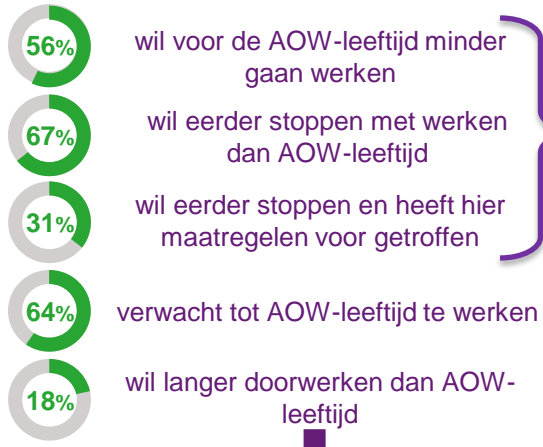 56%
wil voor de AOW-leeftijd minder
gaan werken
67%
wil eerder stoppen met werken
dan AOW-leeftijd
31%
wil eerder stoppen en heeft hier
maatregelen voor getroffen
64%
verwacht tot AOW-leeftijd te werken
18%
wil langer doorwerken dan AOW-
leeftijd